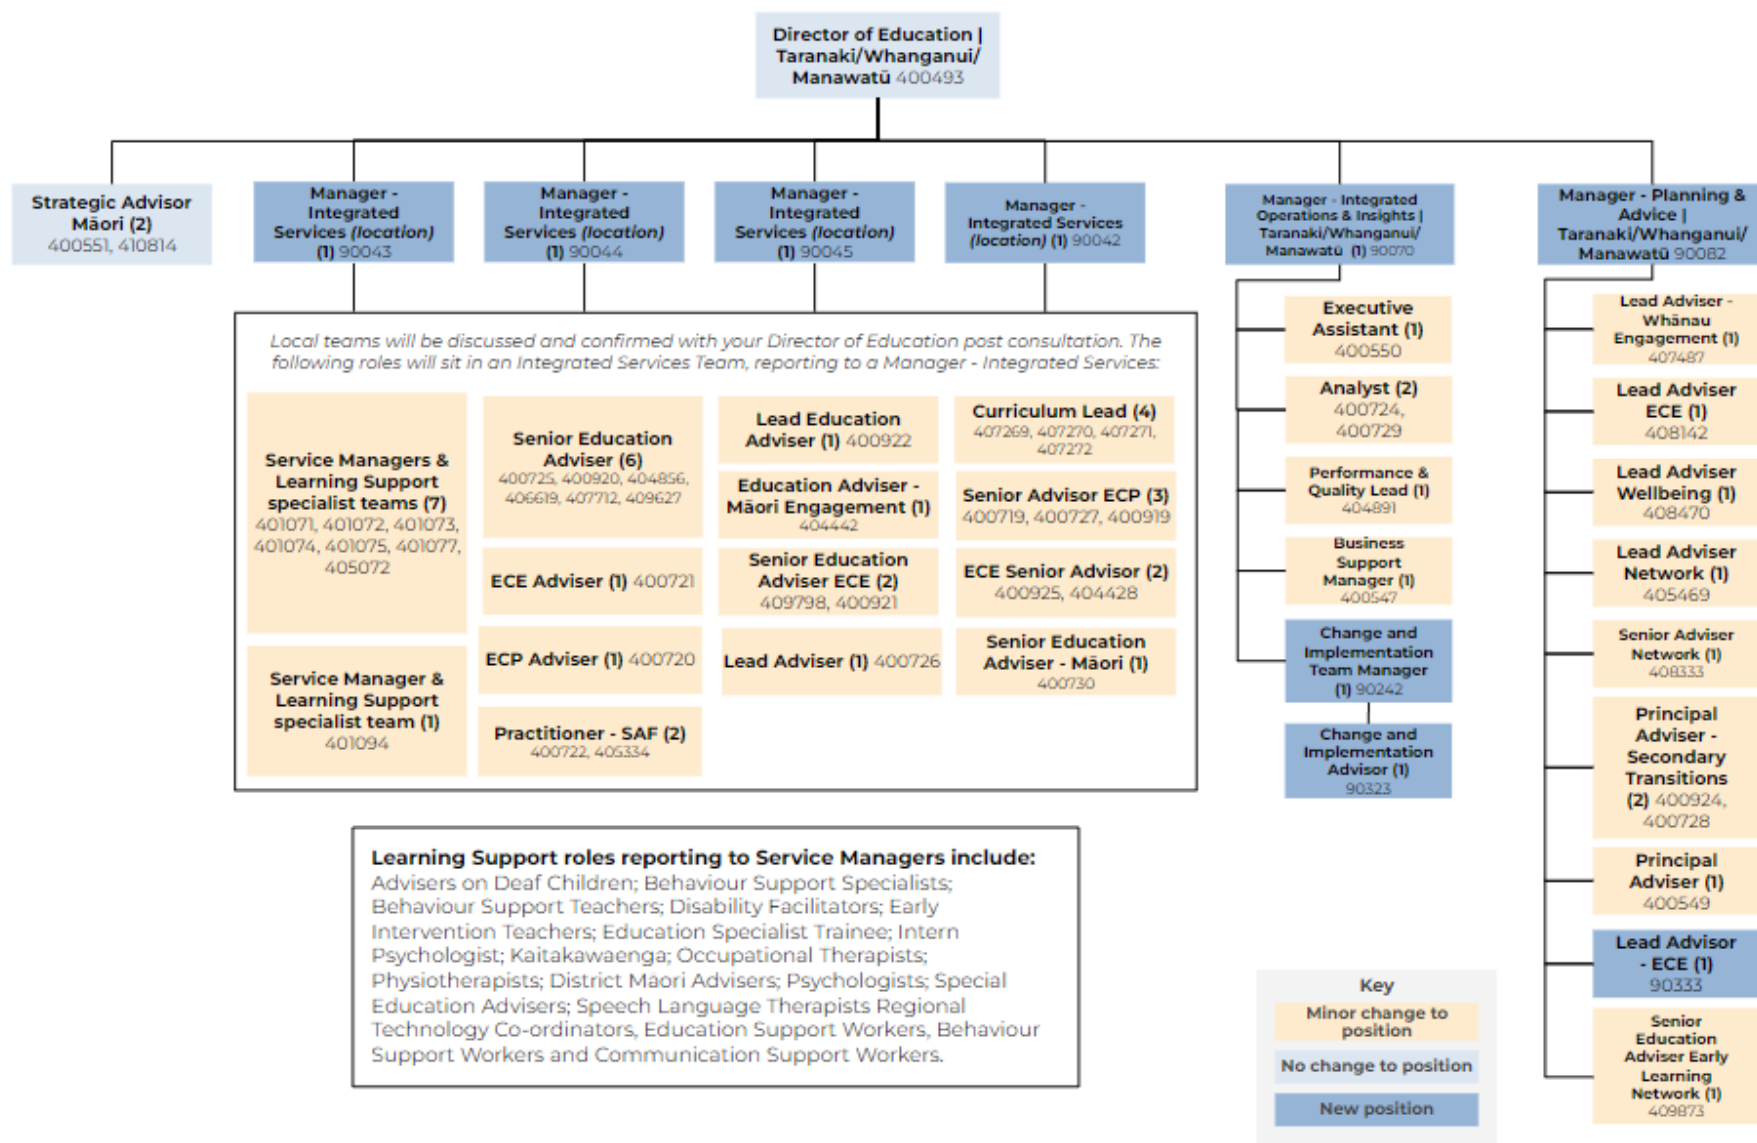 Director of Education |
Taranaki/Whanganui/
Manawatū 400493
Strategic Advisor
Māori (2)
400551, 410814
Manager -
Integrated
Services (location)
(1) 90043
Manager -
Integrated
Services (location)
(1) 90044
Manager -
Integrated
Services (location)
(1) 90045
Manager -
Integrated Services
(location) (1) 90042
Manager - Integrated
Operations & Insights |
Taranaki/Whanganui/
Manawatū (1) 90070
Manager - Planning &
Advice |
Taranaki/Whanganui/
Manawatū 90082
Local teams will be discussed and confirmed with your Director of Education post consultation. The
following roles will sit in an Integrated Services Team, reporting to a Manager - Integrated Services:
Service Managers &
Learning Support
specialist teams (7)
401071, 401072, 401073,
401074, 401075, 401077,
405072
Service Manager &
Learning Support
specialist team (1)
401094
Senior Education
Adviser (6)
400725, 400920, 404856,
406619, 407712, 409627
ECE Adviser (1) 400721
ECP Adviser (1) 400720
Practitioner - SAF (2)
400722, 405334
Lead Education
Adviser (1) 400922
Education Adviser -
Māori Engagement (1)
404442
Senior Education
Adviser ECE (2)
409798, 400921
Lead Adviser (1) 400726
Curriculum Lead (4)
407269, 407270, 407271,
407272
Senior Advisor ECP (3)
400719, 400727, 400919
ECE Senior Advisor (2)
400925, 404428
Senior Education
Adviser - Māori (1)
400730
Executive
Assistant (1)
400550
Analyst (2)
400724,
400729
Performance &
Quality Lead (1)
404891
Business
Support
Manager (1)
400547
Change and
Implementation
Team Manager
(1) 90242
Change and
Implementation
Advisor (1)
90323
Lead Adviser -
Whānau
Engagement (1)
407487
Lead Adviser
ECE (1)
408142
Lead Adviser
Wellbeing (1)
408470
Lead Adviser
Network (1)
405469
Senior Adviser
Network (1)
408333
Principal
Adviser -
Secondary
Transitions
(2) 400924,
400728
Principal
Adviser (1)
400549
Lead Advisor
- ECE (1)
90333
Senior
Education
Adviser Early
Learning
Network (1)
409873
Learning Support roles reporting to Service Managers include:
Advisers on Deaf Children; Behaviour Support Specialists;
Behaviour Support Teachers; Disability Facilitators; Early
Intervention Teachers; Education Specialist Trainee; Intern
Psychologist; Kaitakawaenga; Occupational Therapists;
Physiotherapists; District Māori Advisers; Psychologists; Special
Education Advisers; Speech Language Therapists Regional
Technology Co-ordinators, Education Support Workers, Behaviour
Support Workers and Communication Support Workers.
Key
Minor change to
position
No change to position
New position